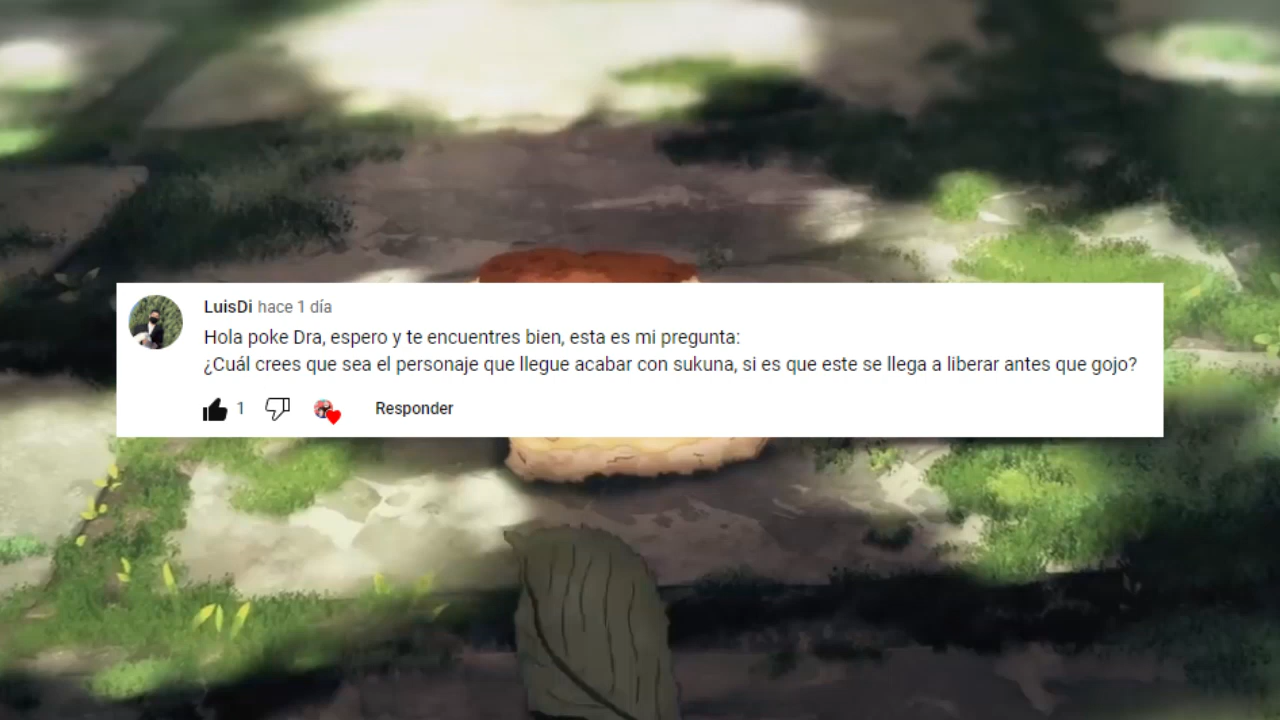 LuisDi hace 1 día
Hola poke Dra, espero y te encuentres bien, esta es mi pregunta:
¿Cuál crees que sea el personaje que llegue acabar con sukuna, si es que este se llega a liberar antes que gojo?
1 Responder